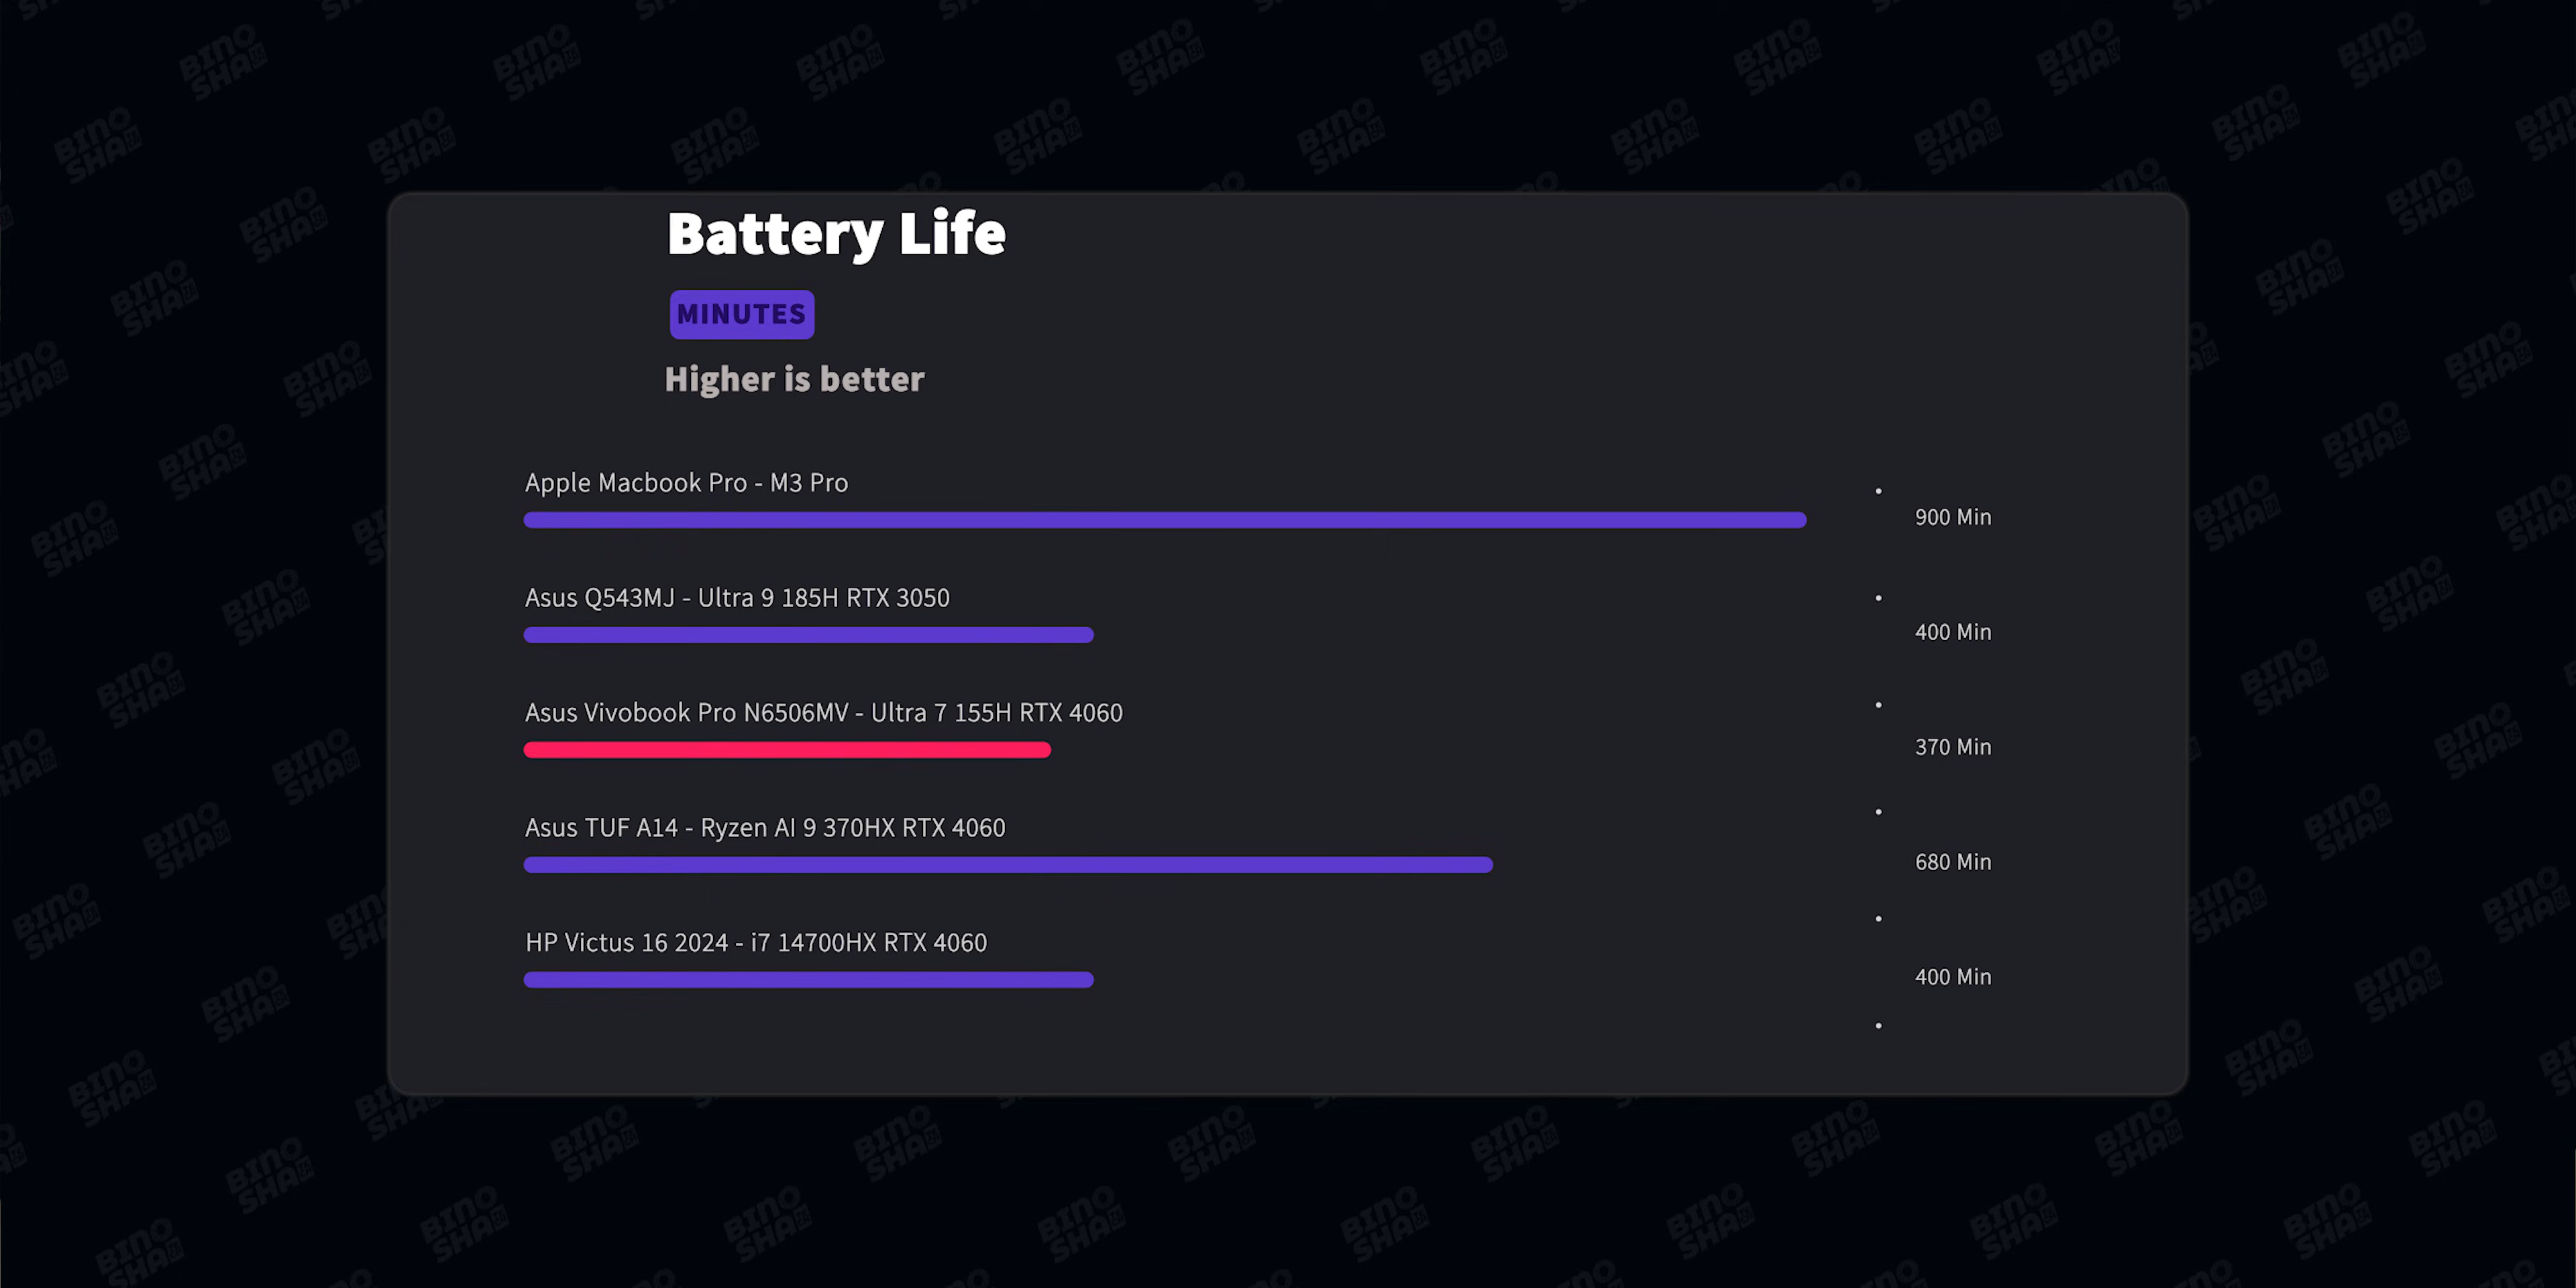 Battery Life
MINUTES
Higher is better
Apple Macbook Pro - M3 Pro
900 Min
Asus Q543MJ - Ultra 9 185H RTX 3050
400 Min
Asus Vivobook Pro N6506MV - Ultra 7 155H RTX 4060
370 Min
Asus TUF A14 - Ryzen AI 9 370HX RTX 4060
680 Min
HP Victus 16 2024 - i7 14700HX RTX 4060
400 Min
BINO
SHA